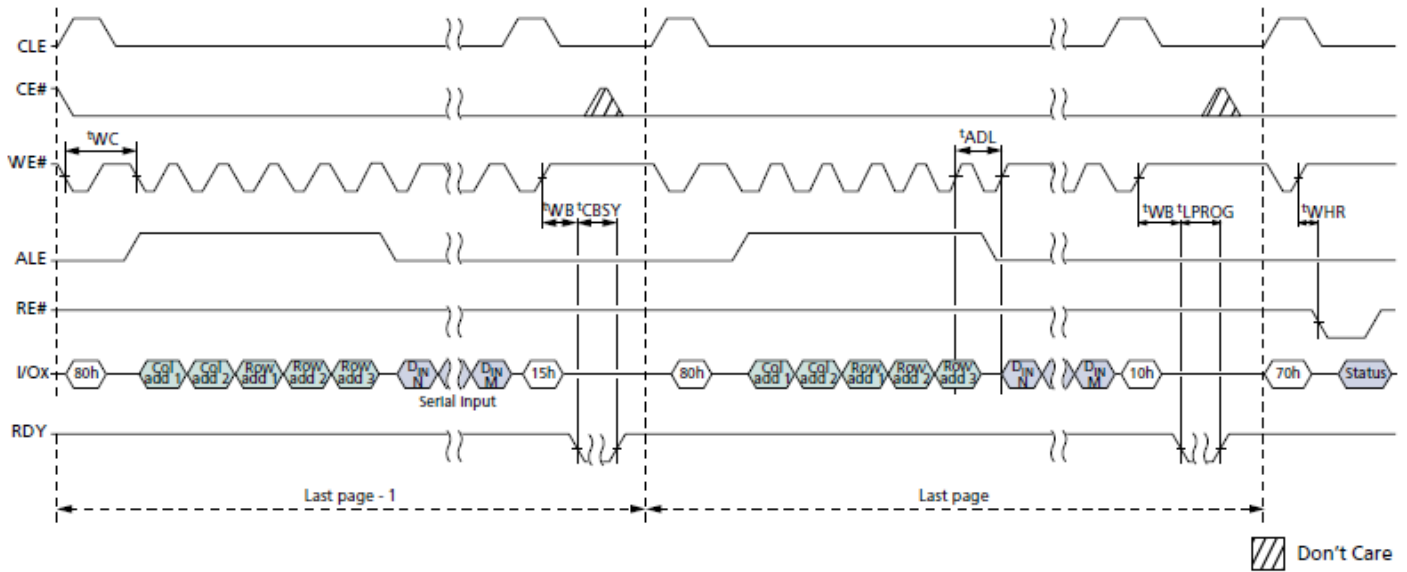 CLE
CE#
tWC
tADL
WE#
tWB tCBSY
tWB tLPROG
tWHR
ALE
RE#
I/Ox
80h
Col add 1
Col add 2
Row add 1
Row add 2
Row add 3
DIN N
DIN M
15h
80h
Col add 1
Col add 2
Row add 1
Row add 2
Row add 3
DIN N
DIN M
10h
70h
Status
Serial Input
RDY
Last page - 1
Last page
Don't Care